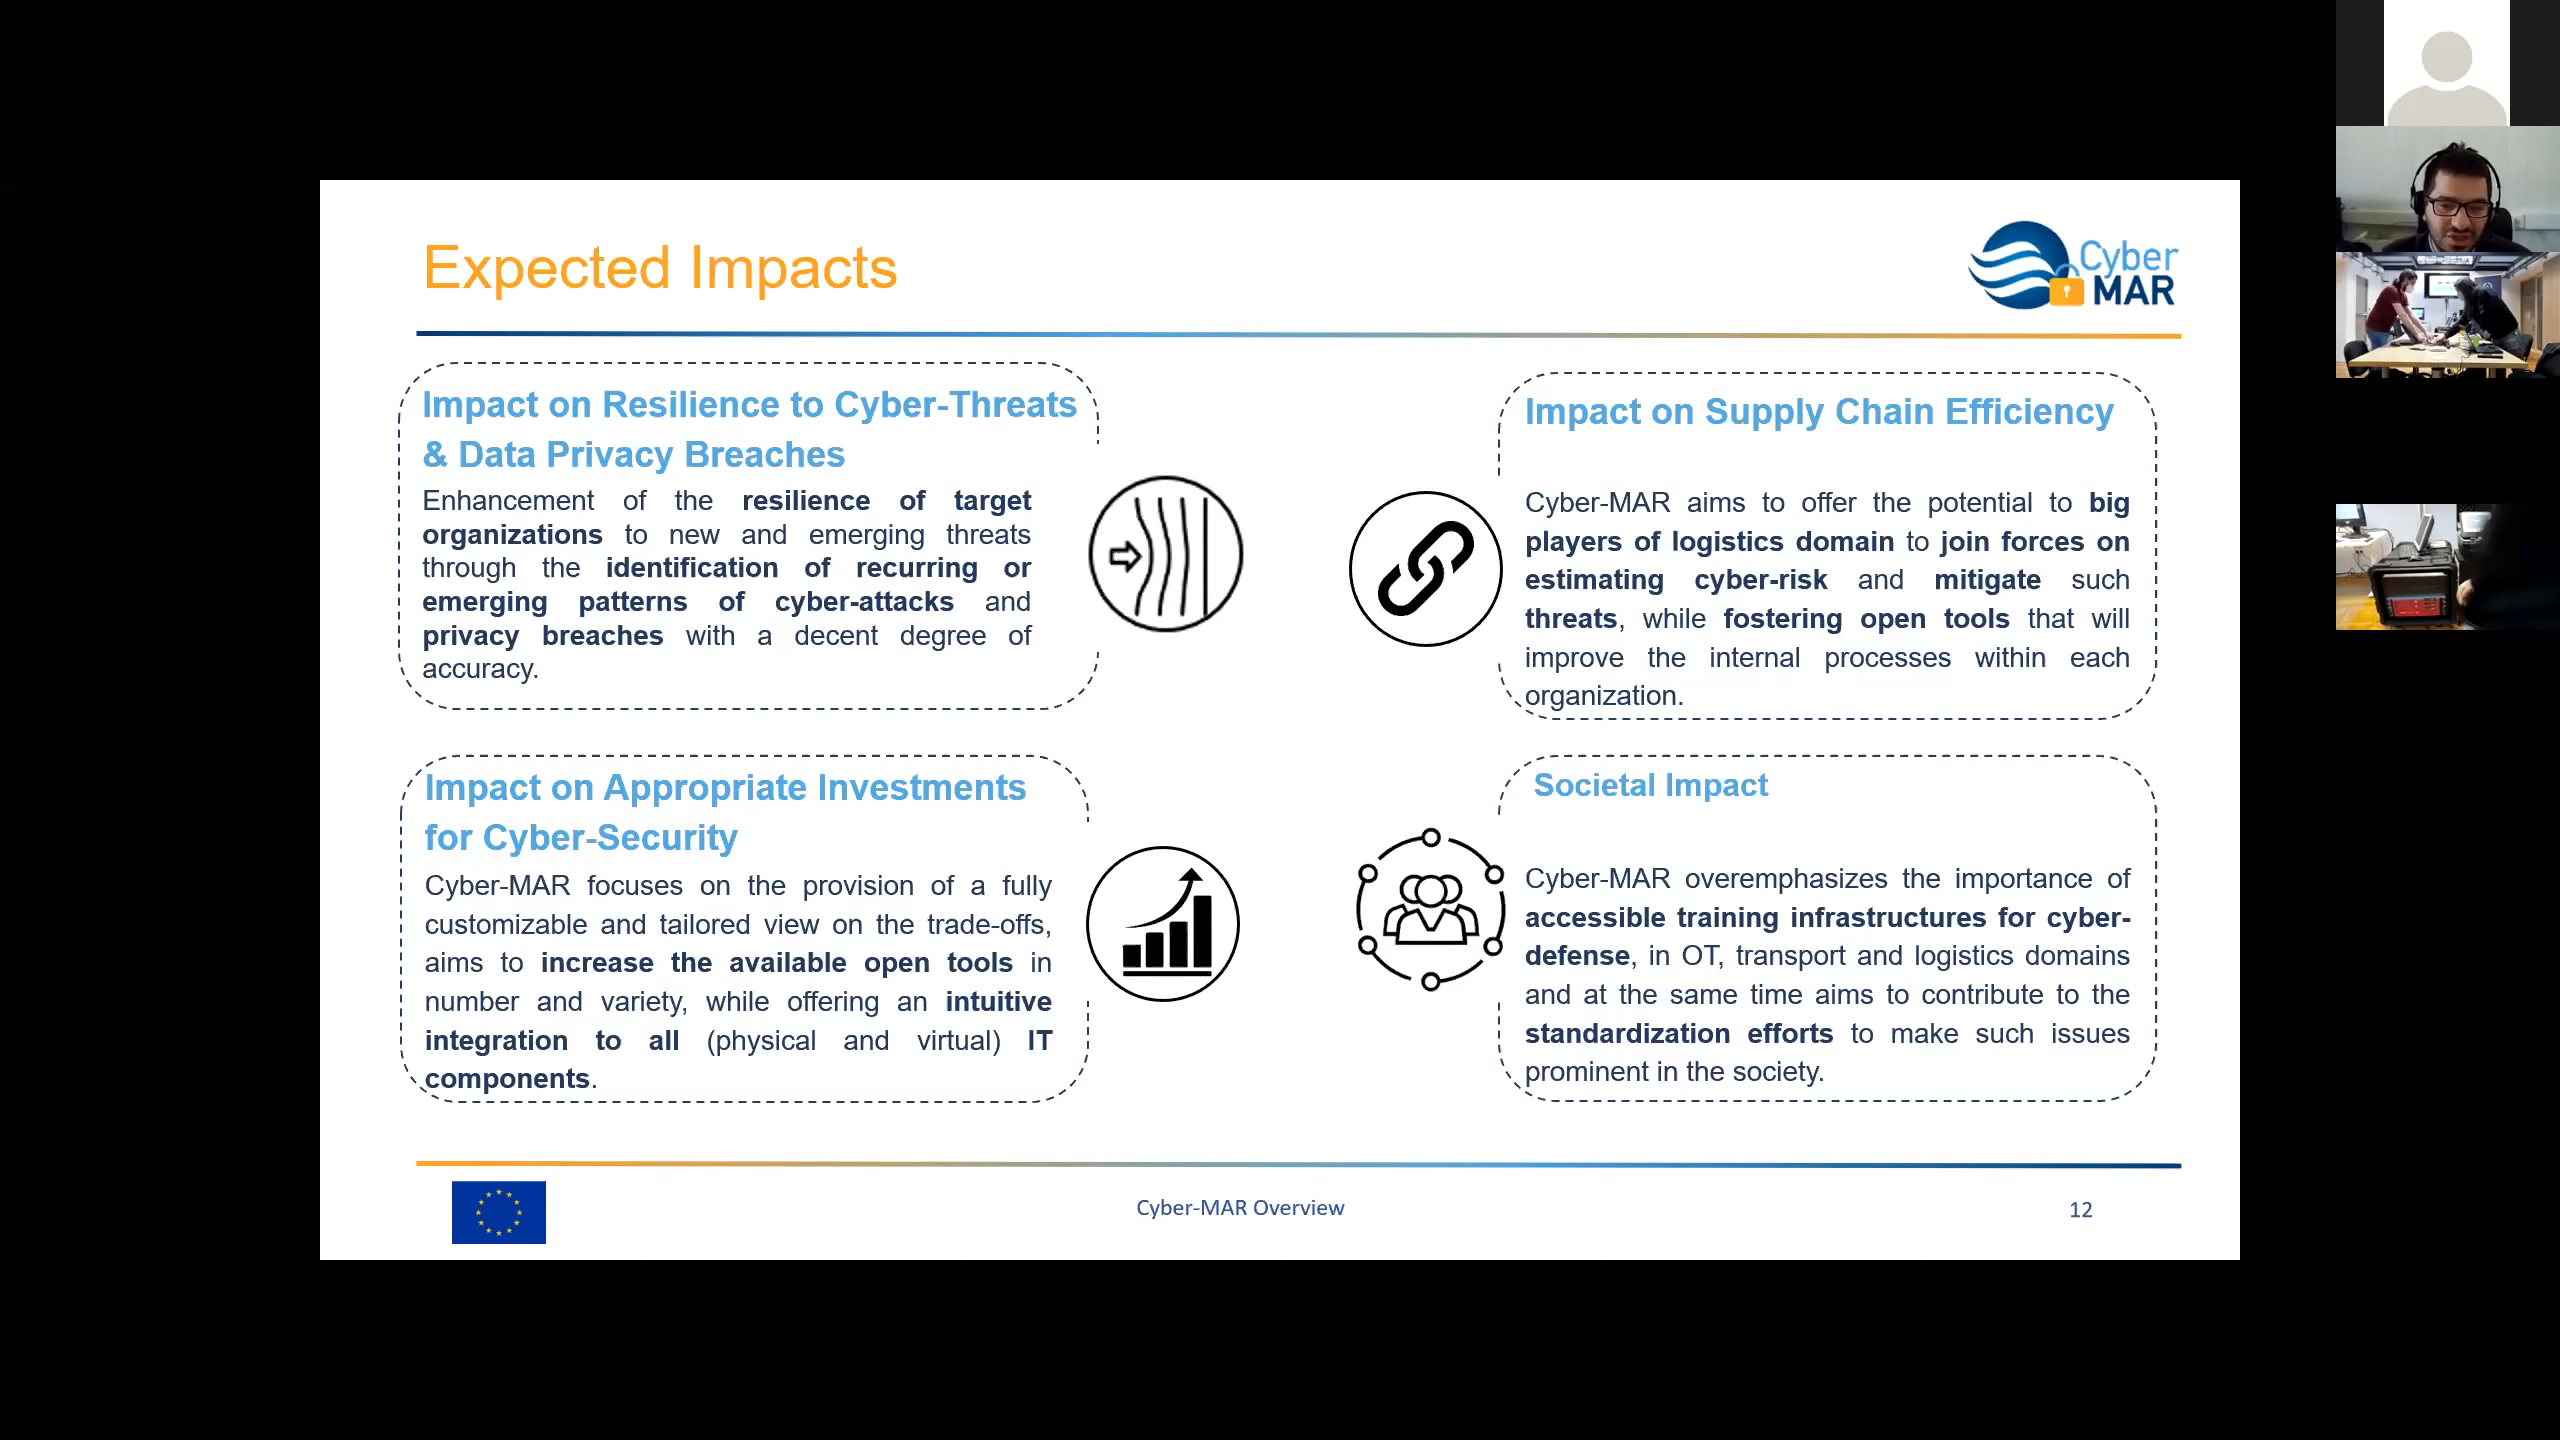 Expected Impacts
Cyber
MAR
Impact on Resilience to Cyber-Threats
& Data Privacy Breaches
Enhancement of the resilience of target
organizations to new and emerging threats
through the identification of recurring or
emerging patterns of cyber-attacks and
privacy breaches with a decent degree of
accuracy.
Impact on Supply Chain Efficiency
Cyber-MAR aims to offer the potential to big
players of logistics domain to join forces on
estimating cyber-risk and mitigate such
threats, while fostering open tools that will
improve the internal processes within each
organization.
Impact on Appropriate Investments
for Cyber-Security
Cyber-MAR focuses on the provision of a fully
customizable and tailored view on the trade-offs,
aims to increase the available open tools in
number and variety, while offering an intuitive
integration to all (physical and virtual) IT
components.
Societal Impact
Cyber-MAR overemphasizes the importance of
accessible training infrastructures for cyber-
defense, in OT, transport and logistics domains
and at the same time aims to contribute to the
standardization efforts to make such issues
prominent in the society.
Cyber-MAR Overview
12